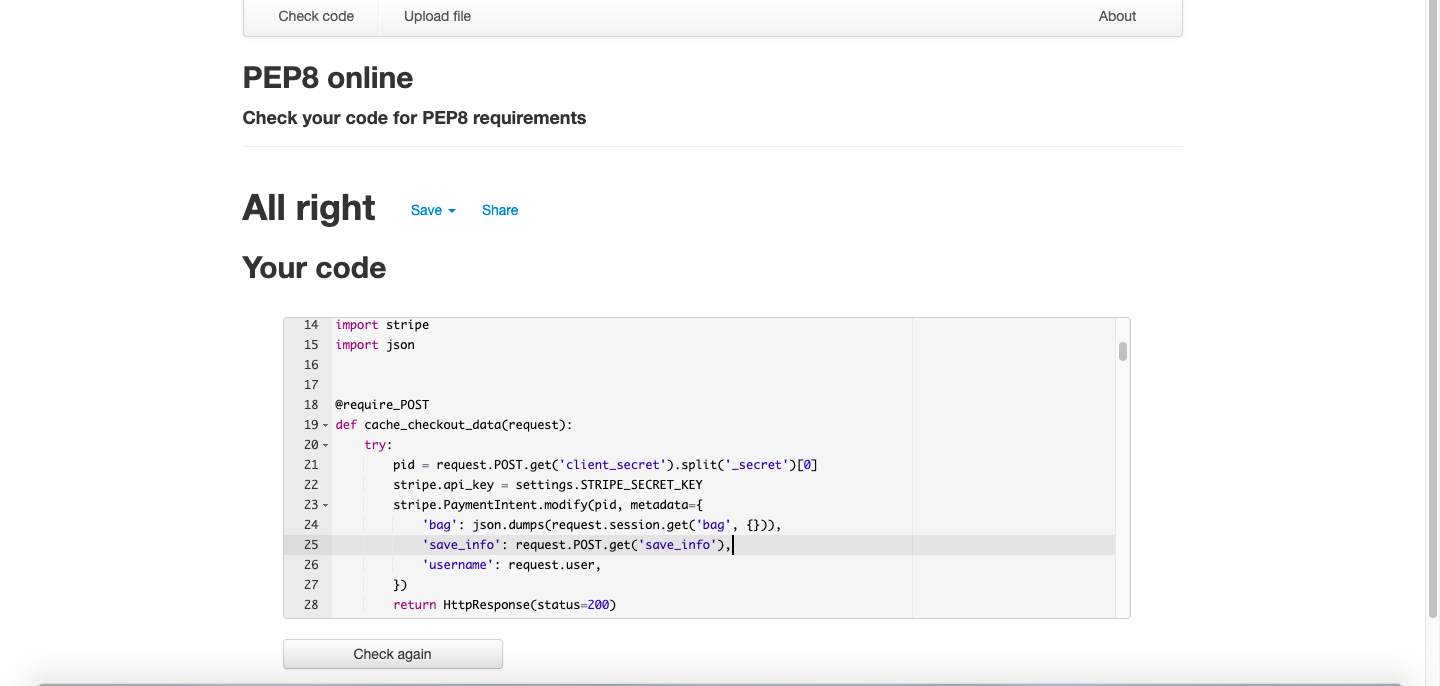 Check code Upload file About
PEP8 online
Check your code for PEP8 requirements
All right Save Share
Your code
14 import stripe
15 import json
16
17
18 @require_POST
19 def cache_checkout_data(request):
20 try:
21 pid = request.POST.get('client_secret').split('_secret')[0]
22 stripe.api_key = settings.STRIPE_SECRET_KEY
23 stripe.PaymentIntent.modify(pid, metadata={
24 'bag': json.dumps(request.session.get('bag', {})),
25 'save_info': request.POST.get('save_info'),
26 'username': request.user,
27 })
28 return HttpResponse(status=200)
Check again